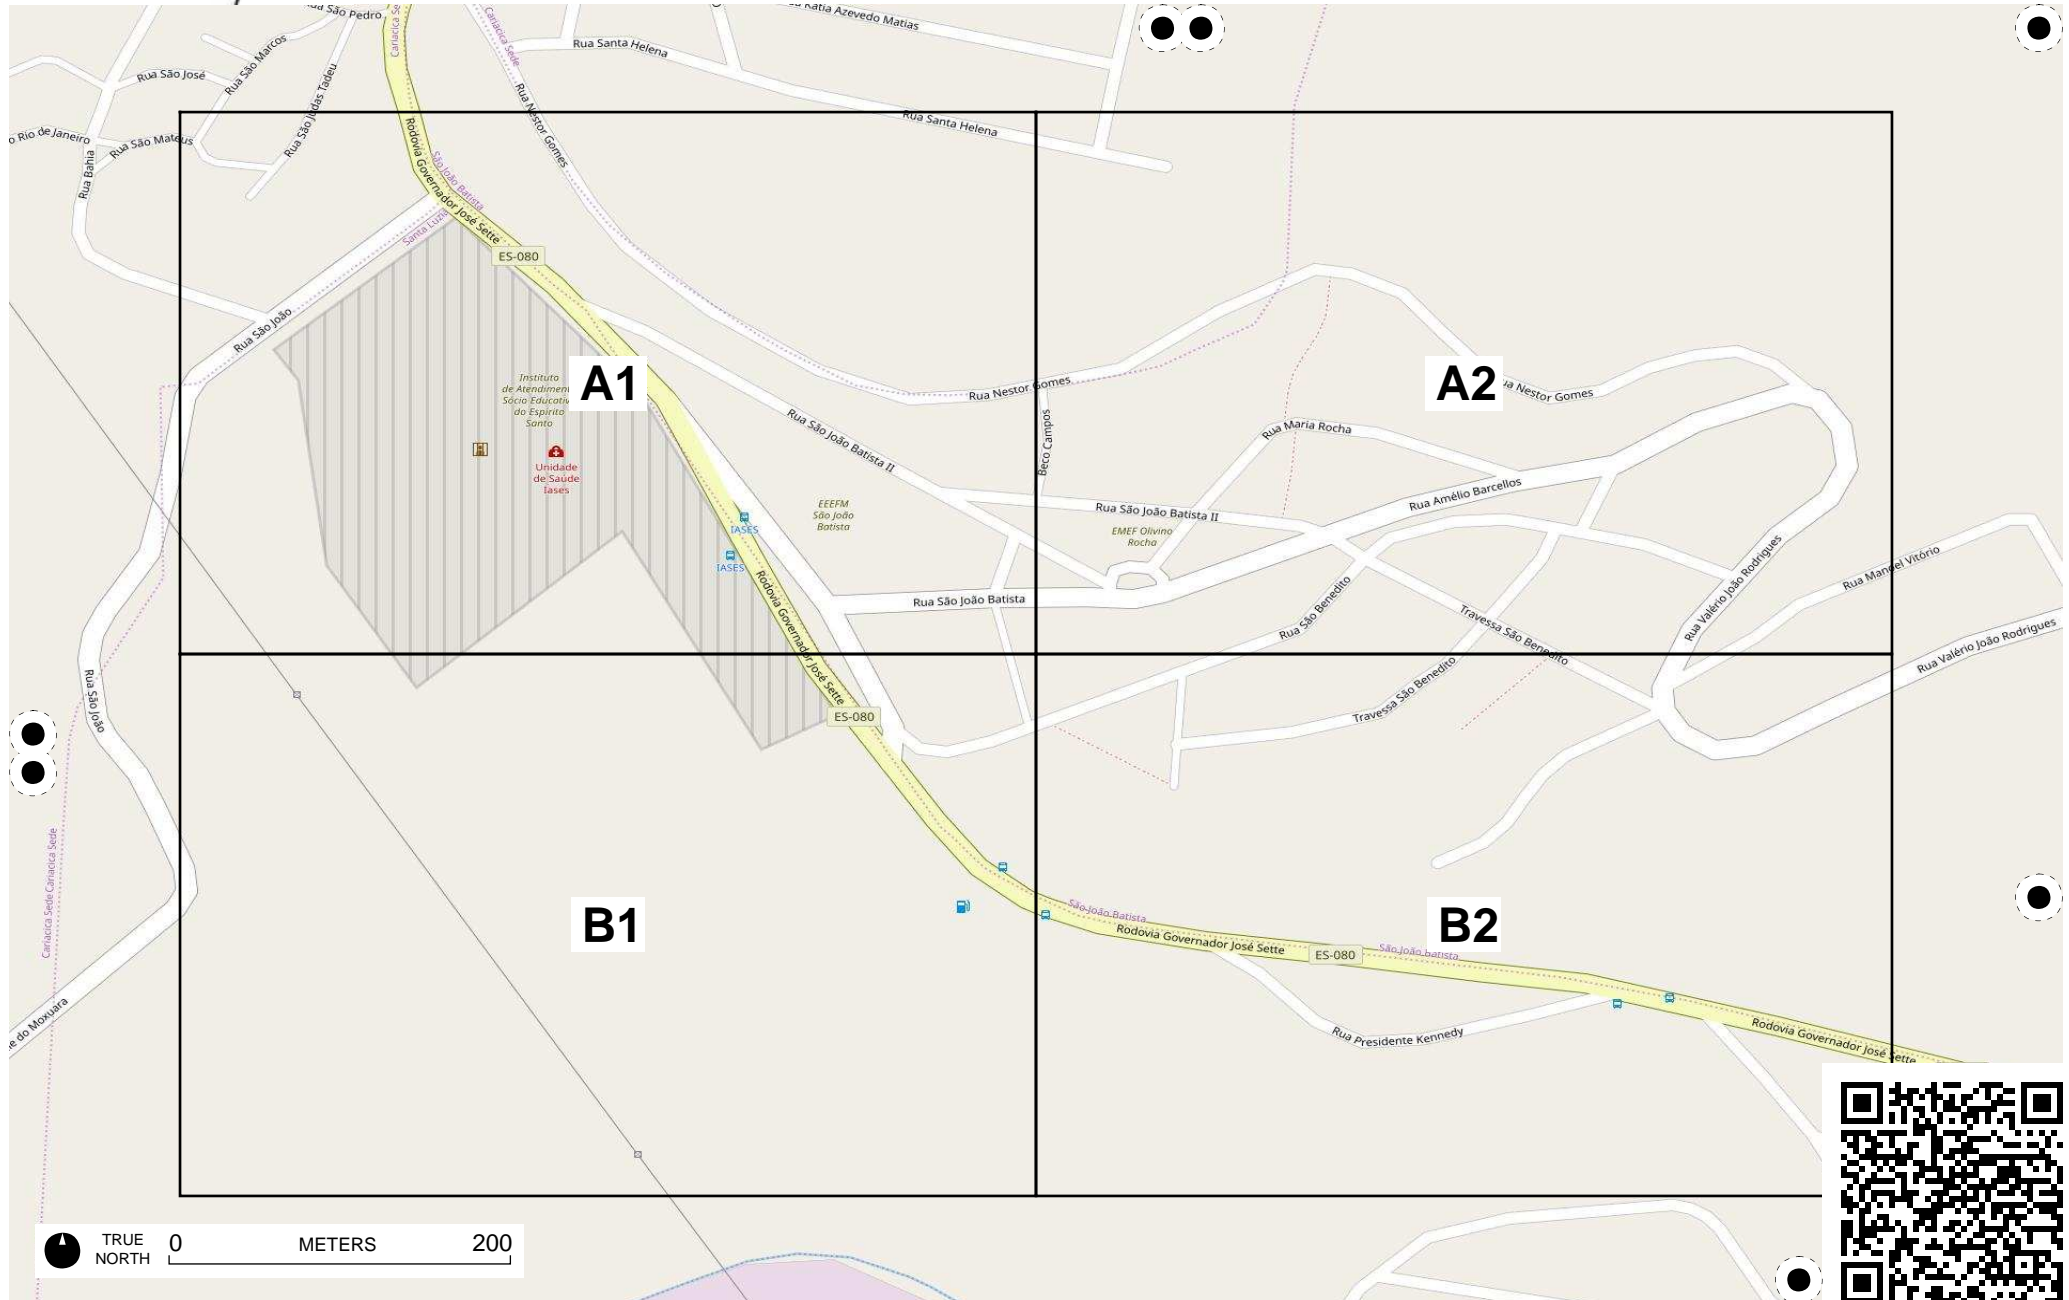 São Pedro
Cariacica Se
Cariacica Sede
Katia Azevedo Matias
Rua Santa Helena
Rua São José
Rua São Marcos
Rua São Judas Tadeu
Rua Nestor Gomes
Rua Santa Helena
o Rio de Janeiro
Rua São Mateus
Rua Bahia
Rodovia Governador José Sette
São João Batista
Santa Luzia
ES-080
Rua São João
A1
A2
Instituto
de Atendimen
Sócio Educativ
do Espírito
Santo
Unidade
de Saúde
Iases
Rua Nestor Gomes
ua Nestor Gomes
Beco Campos
Rua São João Batista II
Rua Maria Rocha
Rua Amélio Barcellos
EEEFM
São João
Batista
Rua São João Batista II
EMEF Olivino
Rocha
IASES
IASES
Rodovia Governador José Sette
Rua São João Batista
Rua São Benedito
Travessa São Benedito
Rua Valério João Rodrigues
Rua Manoel Vitório
Rua Valério João Rodrigues
Travessa São Benedito
Rua São João
ES-080
Cariacica Sede
Cariacica Sede
B1
B2
São João Batista
Rodovia Governador José Sette
ES-080
São João Batista
e do Moxuara
Rua Presidente Kennedy
Rodovia Governador José Sette
TRUE
NORTH
0 METERS 200